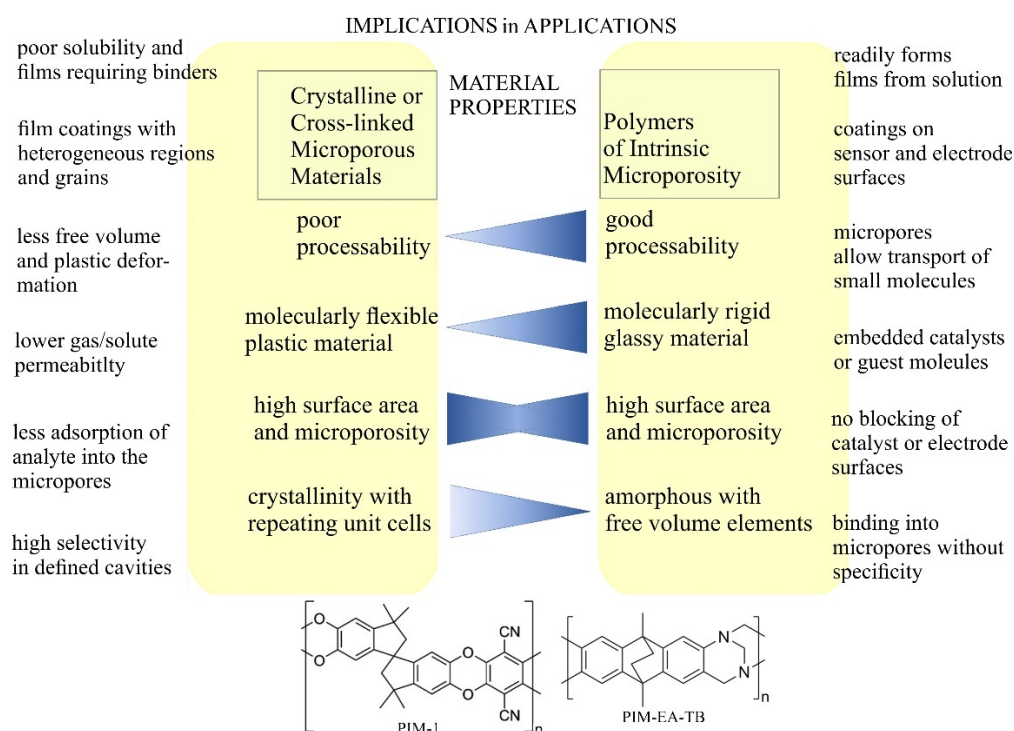 IMPLICATIONS in APPLICATIONS
poor solubility and
films requiring binders
film coatings with
heterogeneous regions
and grains
less free volume
and plastic defor-
mation
lower gas/solute
permeabitlty
less adsorption of
analyte into the
micropores
high selectivity
in defined cavities
Crystalline or
Cross-linked
Microporous
Materials
poor
processability
molecularly flexible
plastic material
high surface area
and microporosity
crystallinity with
repeating unit cells
MATERIAL
PROPERTIES
Polymers
of Intrinsic
Microporosity
good
processability
molecularly rigid
glassy material
high surface area
and microporosity
amorphous with
free volume elements
readily forms
films from solution
coatings on
sensor and electrode
surfaces
micropores
allow transport of
small molecules
embedded catalysts
or guest moleules
no blocking of
catalyst or electrode
surfaces
binding into
micropores without
specificity
O
O
O
O
CN
CN
n
PIM-1
N
N
n
PIM-EA-TB